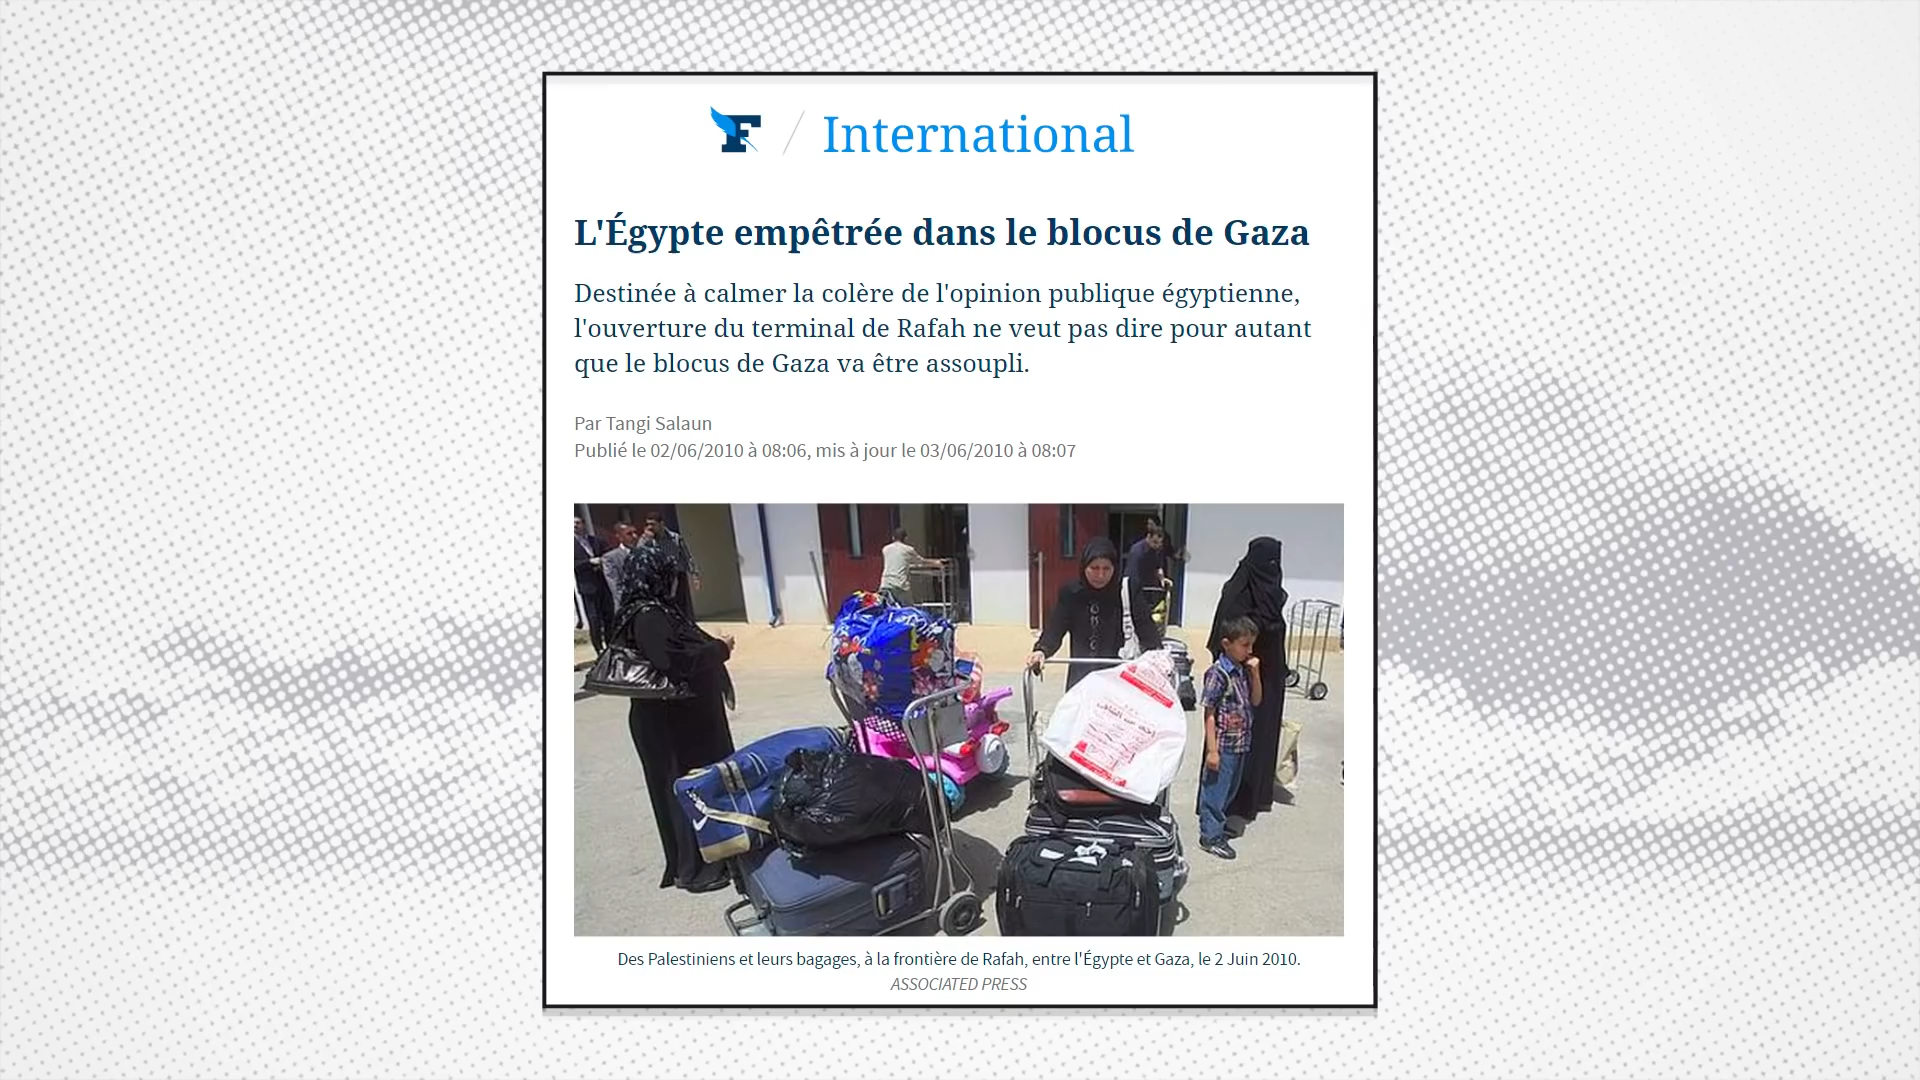 F / International
L'Égypte empêtrée dans le blocus de Gaza
Destinée à calmer la colère de l'opinion publique égyptienne,
l'ouverture du terminal de Rafah ne veut pas dire pour autant
que le blocus de Gaza va être assoupli.
Par Tangi Salaun
Publié le 02/06/2010 à 08:06, mis à jour le 03/06/2010 à 08:07
Des Palestiniens et leurs bagages, à la frontière de Rafah, entre l'Égypte et Gaza, le 2 Juin 2010.
ASSOCIATED PRESS